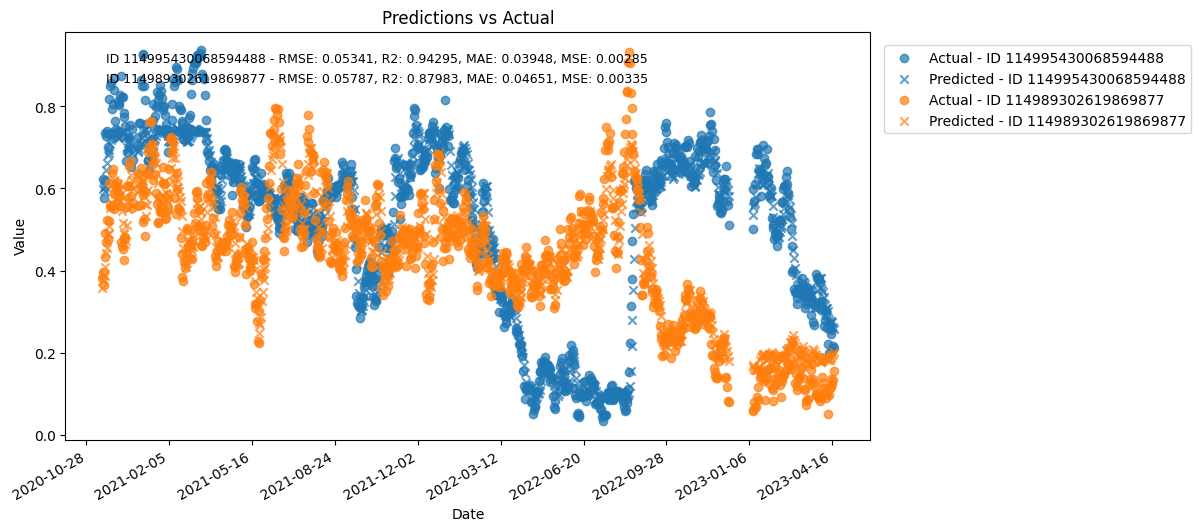 Predictions vs Actual
ID 114995430068594488 - RMSE: 0.05341, R2: 0.94295, MAE: 0.03948, MSE: 0.00285
ID 114989302619869877 - RMSE: 0.05787, R2: 0.87983, MAE: 0.04651, MSE: 0.00335
Actual - ID 114995430068594488
Predicted - ID 114995430068594488
Actual - ID 114989302619869877
Predicted - ID 114989302619869877
Value
0.8
0.6
0.4
0.2
0.0
2020-10-28
2021-02-05
2021-05-16
2021-08-24
2021-12-02
2022-03-12
2022-06-20
2022-09-28
2023-01-06
2023-04-16
Date